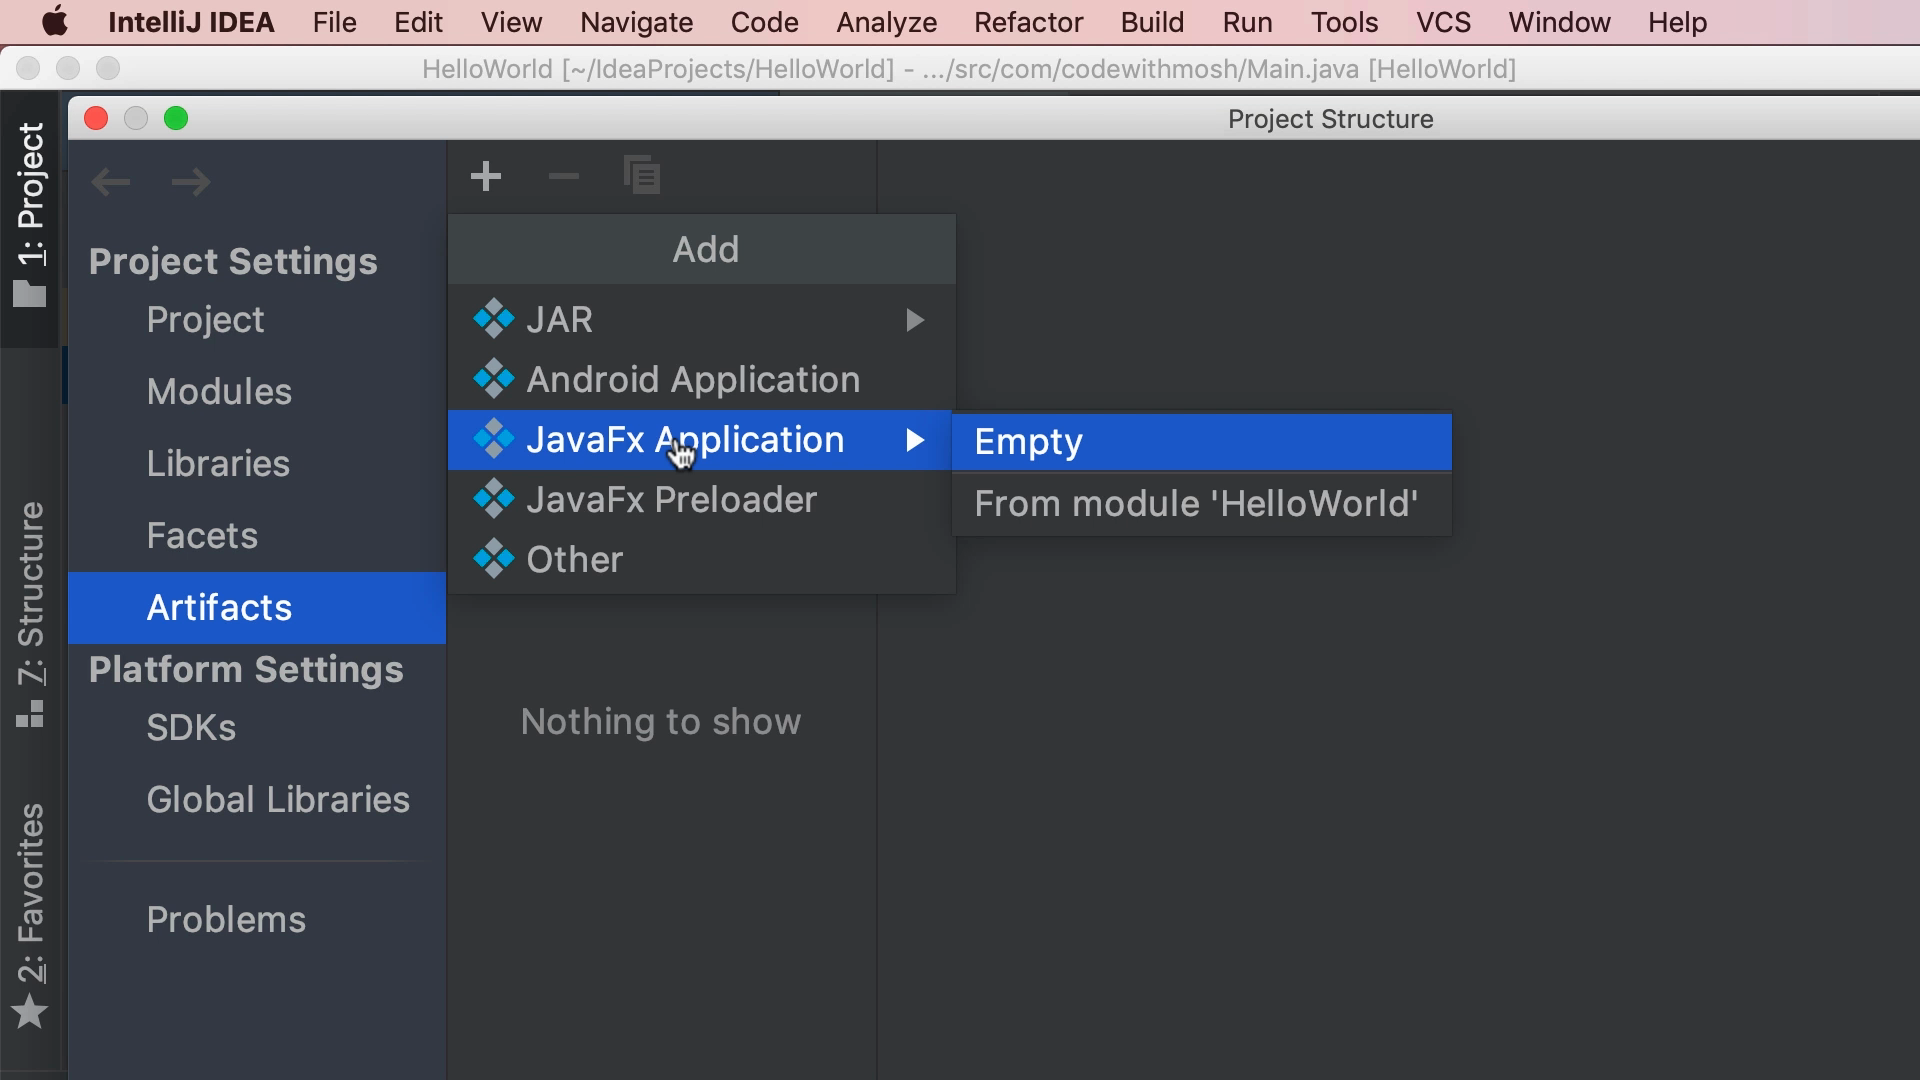 IntelliJ IDEA File Edit View Navigate Code Analyze Refactor Build Run Tools VCS Window Help
HelloWorld [~/IdeaProjects/HelloWorld] - .../src/com/codewithmosh/Main.java [HelloWorld]
Project Structure
1: Project
7: Structure
2: Favorites
Project Settings
Project
Modules
Libraries
Facets
Artifacts
Platform Settings
SDKs
Global Libraries
Problems
Add
JAR
Android Application
JavaFx Application
JavaFx Preloader
Other
Empty
From module 'HelloWorld'
Nothing to show